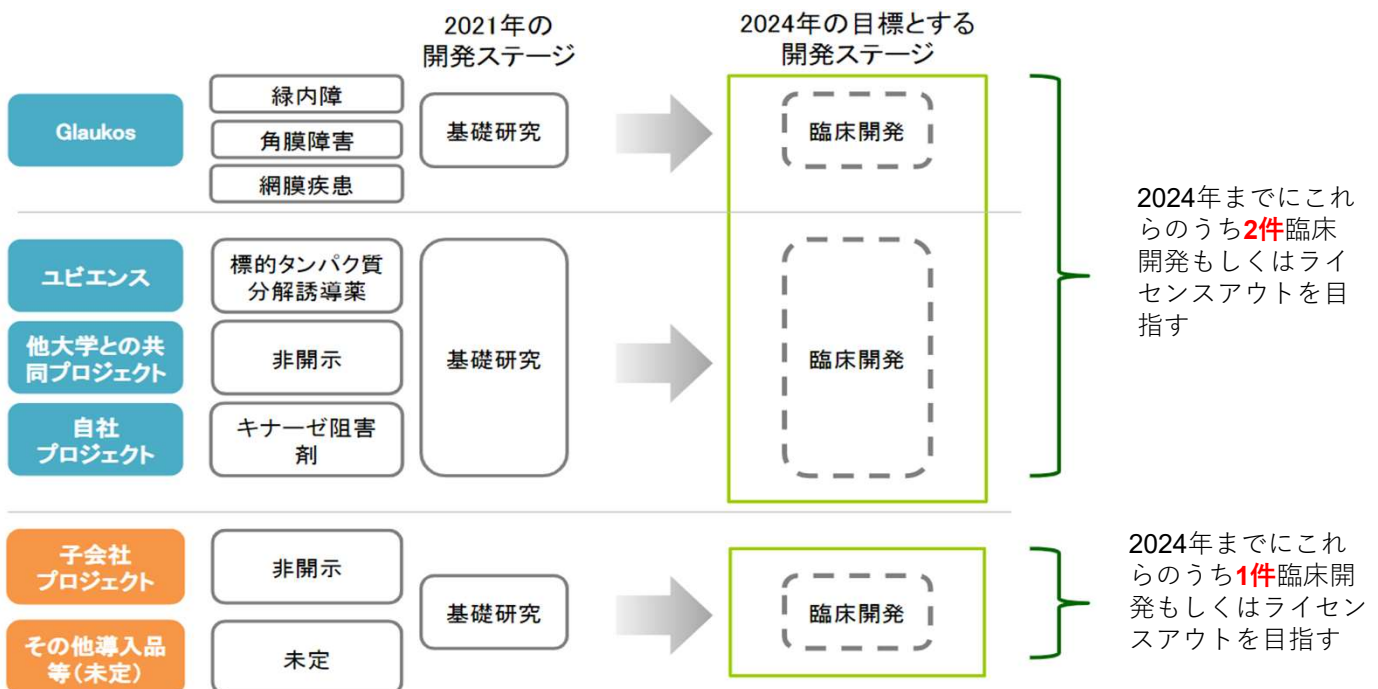 2021年の
開発ステージ
2024年の目標とする
開発ステージ
Glaukos
緑内障
角膜障害
網膜疾患
基礎研究
臨床開発
ユビエンス
標的タンパク質
分解誘導薬
他大学との共
同プロジェクト
非開示
自社
プロジェクト
キナーゼ阻害
剤
基礎研究
臨床開発
2024年までにこれ
らのうち2件臨床
開発もしくはライ
センスアウトを目
指す
子会社
プロジェクト
非開示
その他導入品
等(未定)
未定
基礎研究
臨床開発
2024年までにこれ
らのうち1件臨床開
発もしくはライセン
スアウトを目指す